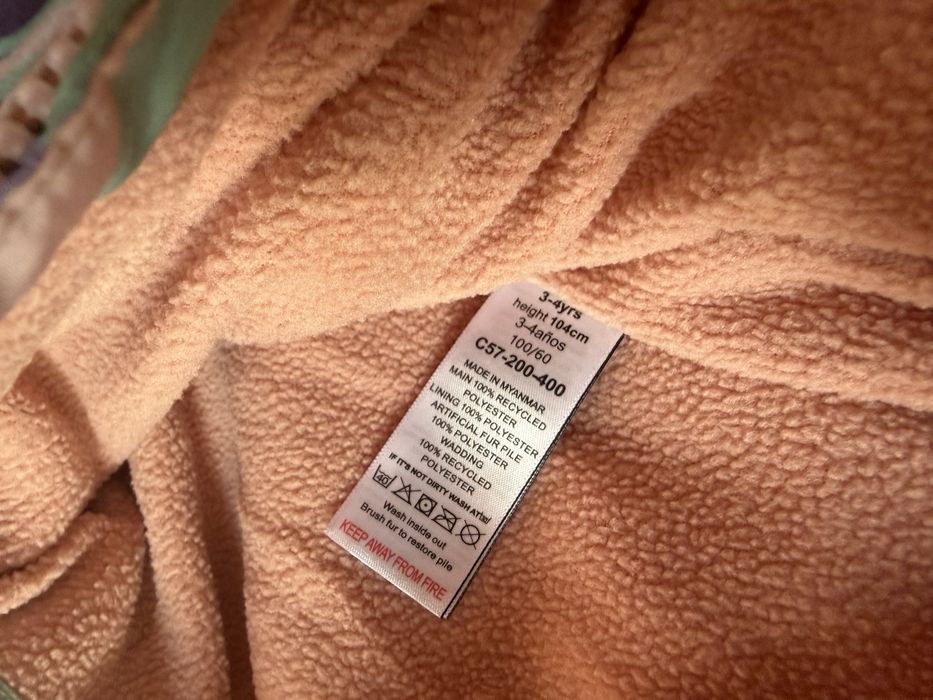 3-4yrs
height 104cm
3-4años
100/60
C57-200-400
MADE IN MYANMAR
MAIN 100% RECYCLED
POLYESTER
LINING 100% POLYESTER
ARTIFICIAL FUR PILE
100% POLYESTER
WADDING
100% RECYCLED
POLYESTER
IF IT'S NOT DIRTY WASH AT 30
40
Wash inside out
Brush fur to restore pile
KEEP AWAY FROM FIRE